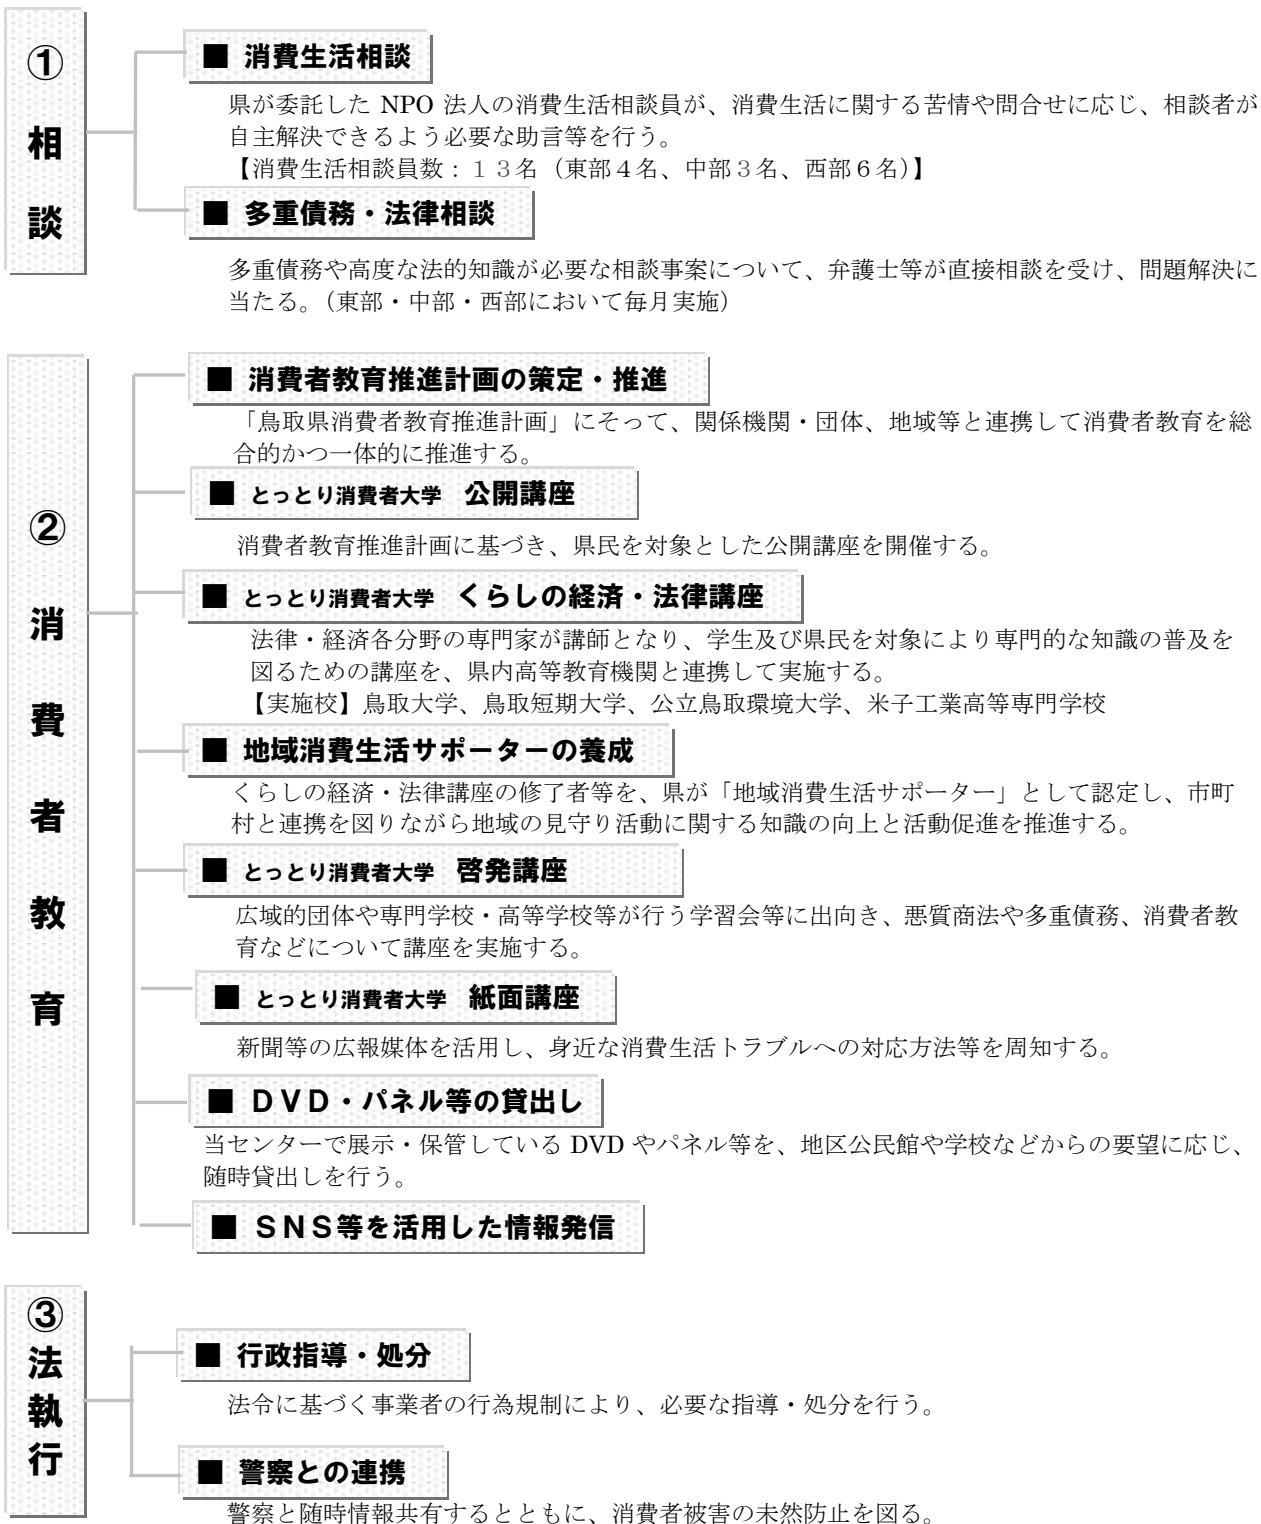 ①相談
■ 消費生活相談
県が委託した NPO 法人の消費生活相談員が、消費生活に関する苦情や問合せに応じ、相談者が
自主解決できるよう必要な助言等を行う。
【消費生活相談員数：１３名（東部４名、中部３名、西部６名）】
■ 多重債務・法律相談
多重債務や高度な法的知識が必要な相談事案について、弁護士等が直接相談を受け、問題解決に
当たる。（東部・中部・西部において毎月実施）
②消費者教育
■ 消費者教育推進計画の策定・推進
「鳥取県消費者教育推進計画」にそって、関係機関・団体、地域等と連携して消費者教育を総
合的かつ一体的に推進する。
■ とっとり消費者大学　公開講座
消費者教育推進計画に基づき、県民を対象とした公開講座を開催する。
■ とっとり消費者大学　くらしの経済・法律講座
法律・経済各分野の専門家が講師となり、学生及び県民を対象により専門的な知識の普及を
図るための講座を、県内高等教育機関と連携して実施する。
【実施校】鳥取大学、鳥取短期大学、公立鳥取環境大学、米子工業高等専門学校
■ 地域消費生活サポーターの養成
くらしの経済・法律講座の修了者等を、県が「地域消費生活サポーター」として認定し、市町
村と連携を図りながら地域の見守り活動に関する知識の向上と活動促進を推進する。
■ とっとり消費者大学　啓発講座
広域的団体や専門学校・高等学校等が行う学習会等に出向き、悪質商法や多重債務、消費者教
育などについて講座を実施する。
■ とっとり消費者大学　紙面講座
新聞等の広報媒体を活用し、身近な消費生活トラブルへの対応方法等を周知する。
■ ＤＶＤ・パネル等の貸出し
当センターで展示・保管している DVD やパネル等を、地区公民館や学校などからの要望に応じ、
随時貸出しを行う。
■ ＳＮＳ等を活用した情報発信
③法執行
■ 行政指導・処分
法令に基づく事業者の行為規制により、必要な指導・処分を行う。
■ 警察との連携
警察と随時情報共有するとともに、消費者被害の未然防止を図る。